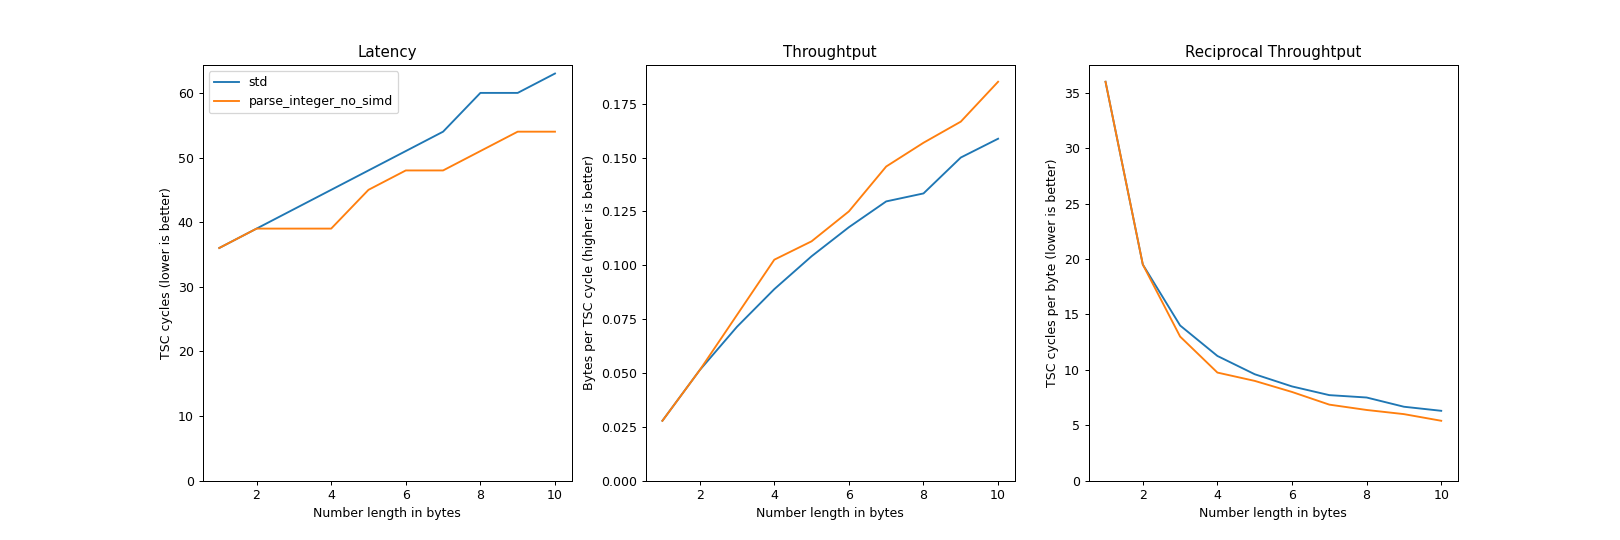 Latency
std
parse_integer_no_simd
60
50
40
30
20
10
0
2 4 6 8 10
TSC cycles (lower is better)
Number length in bytes
Throughtput
0.175
0.150
0.125
0.100
0.075
0.050
0.025
0.000
2 4 6 8 10
Bytes per TSC cycle (higher is better)
Number length in bytes
Reciprocal Throughtput
35
30
25
20
15
10
5
0
2 4 6 8 10
TSC cycles per byte (lower is better)
Number length in bytes